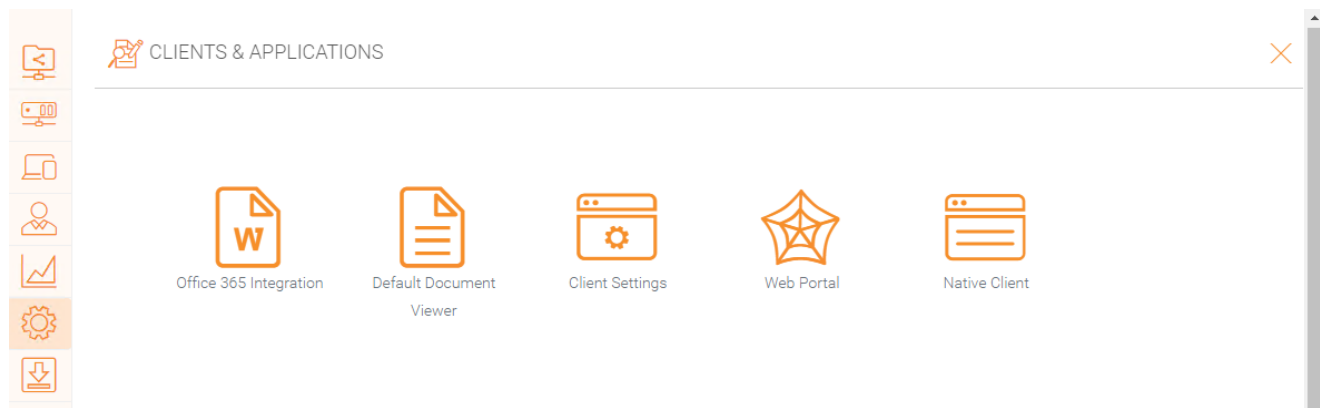 CLIENTS & APPLICATIONS
W
Office 365 Integration
Default Document
Viewer
Client Settings
Web Portal
Native Client